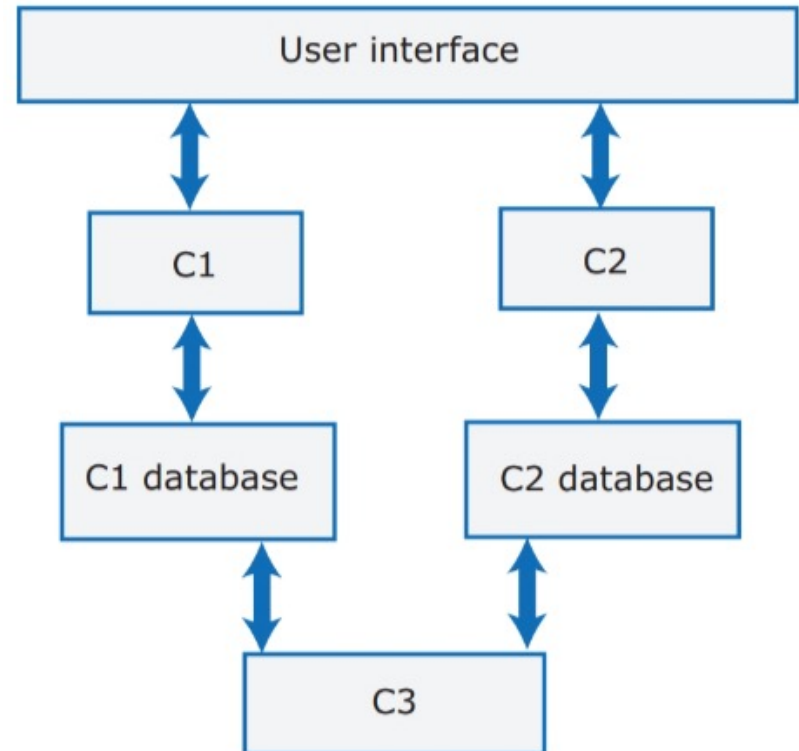 User interface
C1
C2
C1 database
C2 database
C3